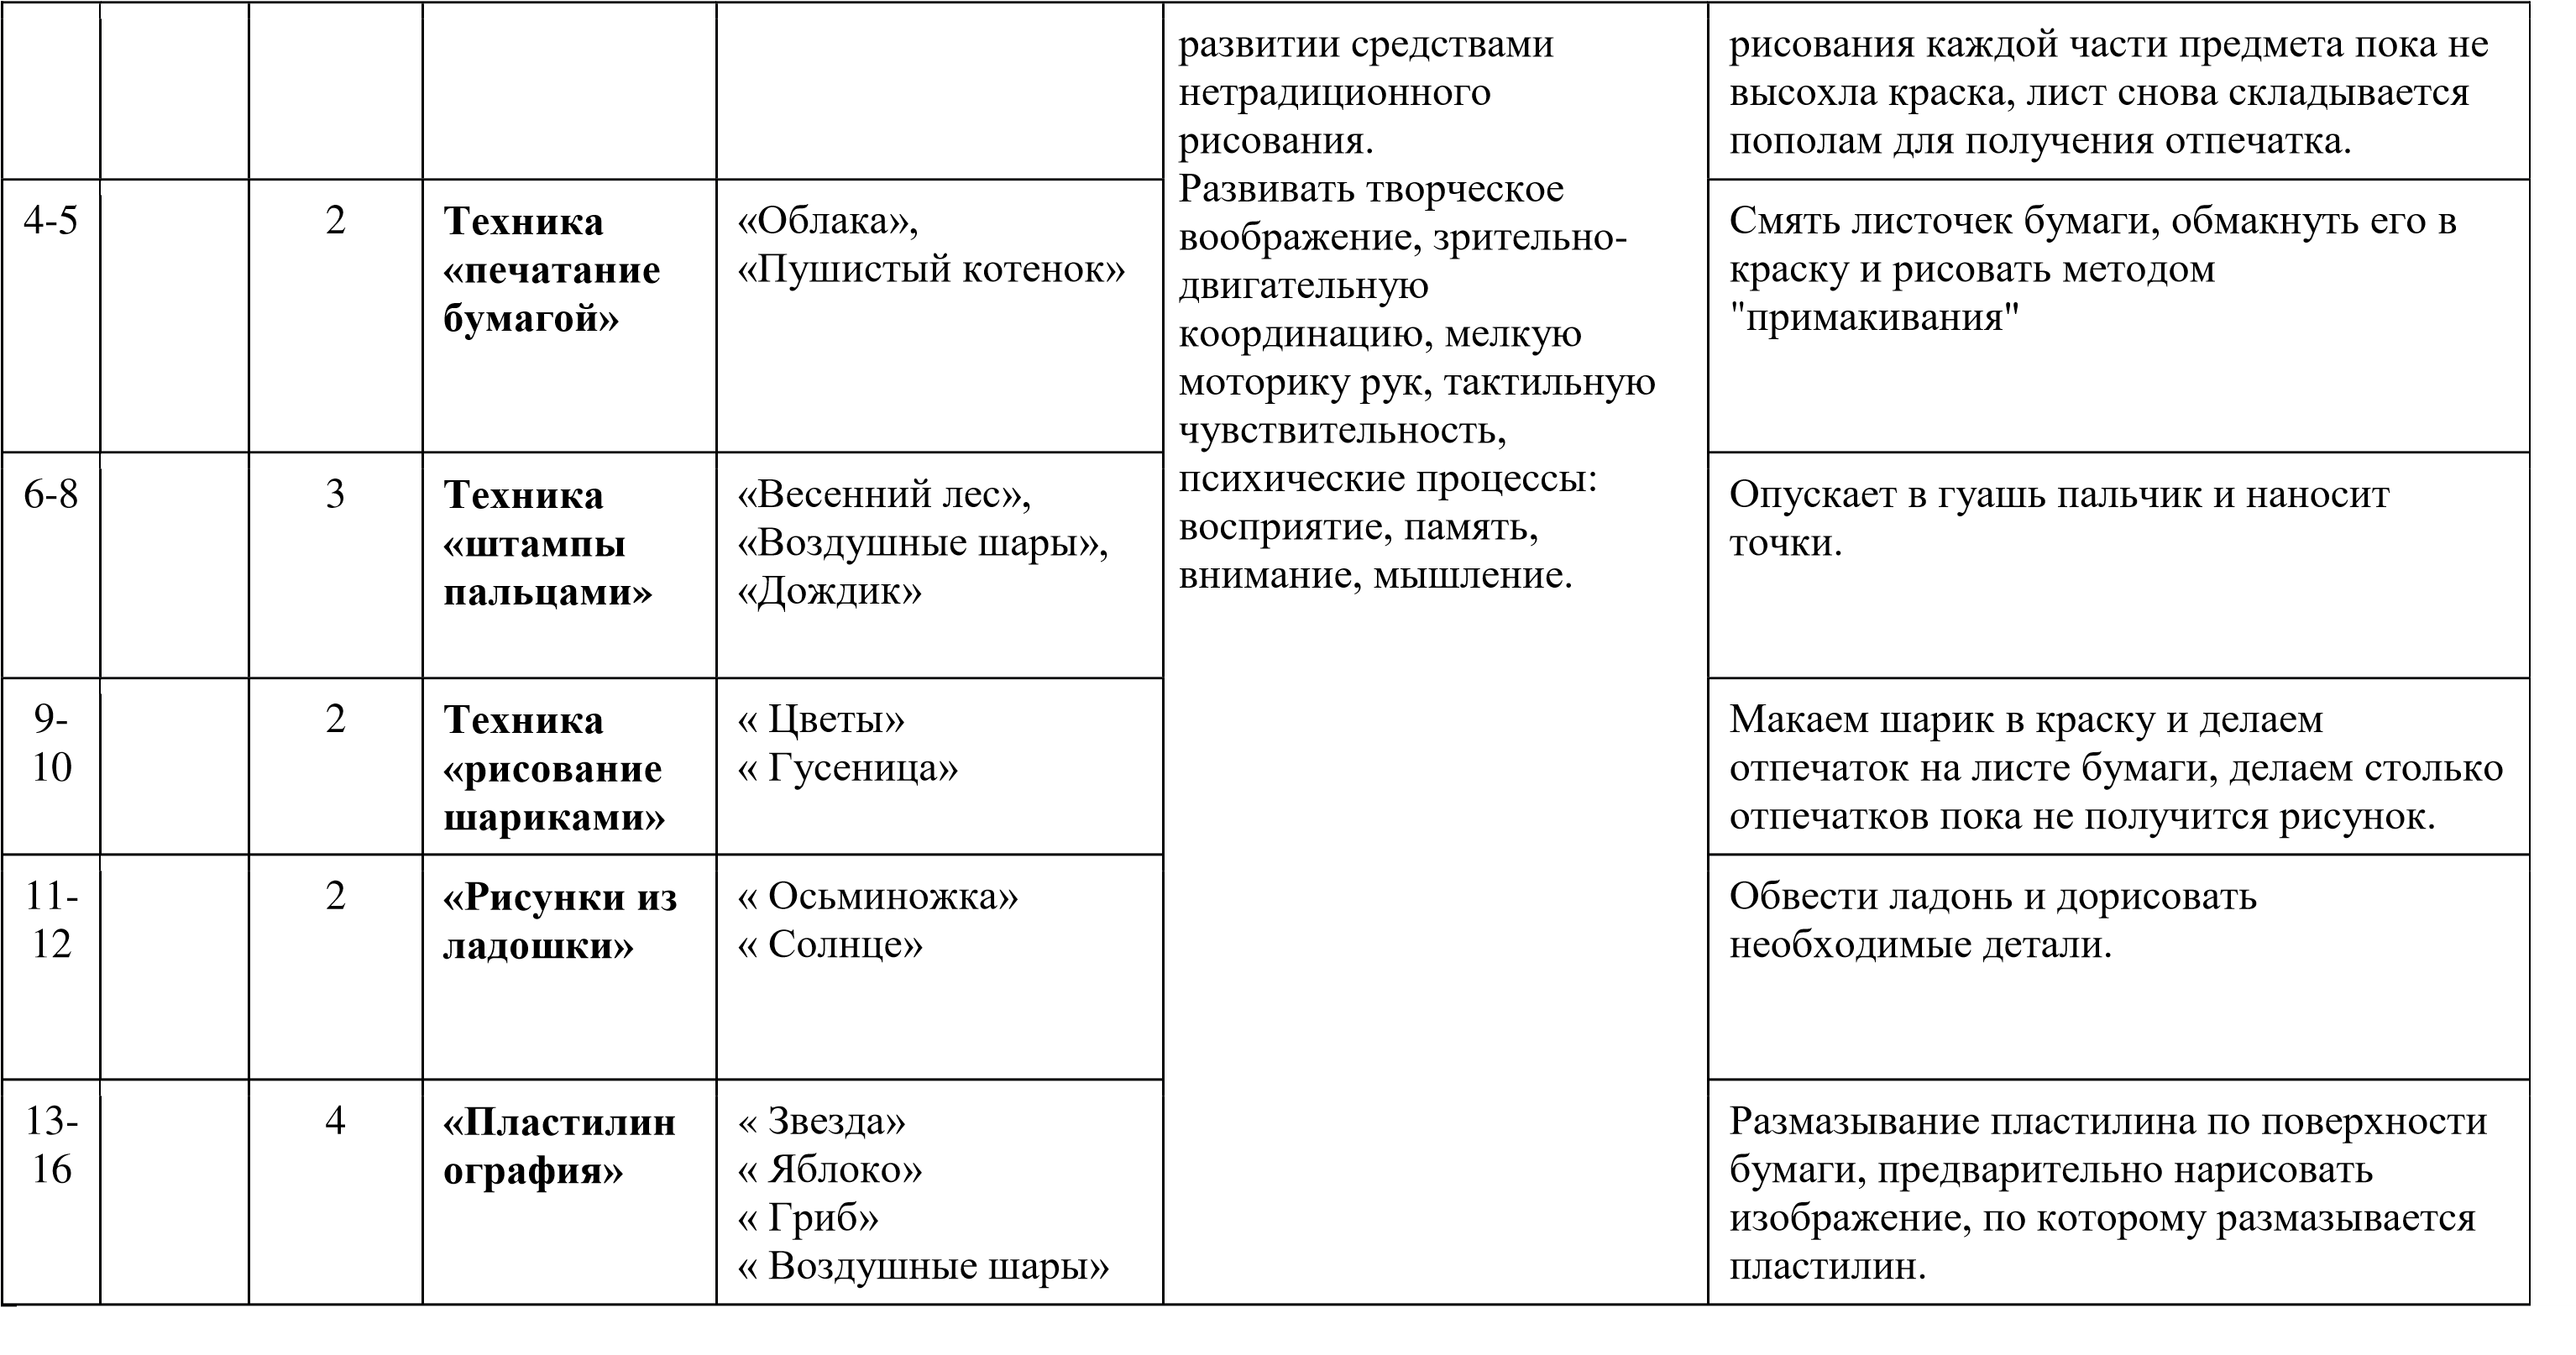 развитии средствами
нетрадиционного
рисования.
Развивать творческое
воображение, зрительно-
двигательную
координацию, мелкую
моторику рук, тактильную
чувствительность,
психические процессы:
восприятие, память,
внимание, мышление.
рисования каждой части предмета пока не
высохла краска, лист снова складывается
пополам для получения отпечатка.
4-5
2
Техника
«печатание
бумагой»
«Облака»,
«Пушистый котенок»
Смять листочек бумаги, обмакнуть его в
краску и рисовать методом
"примакивания"
6-8
3
Техника
«штампы
пальцами»
«Весенний лес»,
«Воздушные шары»,
«Дождик»
Опускает в гуашь пальчик и наносит
точки.
9-
10
2
Техника
«рисование
шариками»
« Цветы»
« Гусеница»
Макаем шарик в краску и делаем
отпечаток на листе бумаги, делаем столько
отпечатков пока не получится рисунок.
11-
12
2
«Рисунки из
ладошки»
« Осьминожка»
« Солнце»
Обвести ладонь и дорисовать
необходимые детали.
13-
16
4
«Пластилин
ография»
« Звезда»
« Яблоко»
« Гриб»
« Воздушные шары»
Размазывание пластилина по поверхности
бумаги, предварительно нарисовать
изображение, по которому размазывается
пластилин.